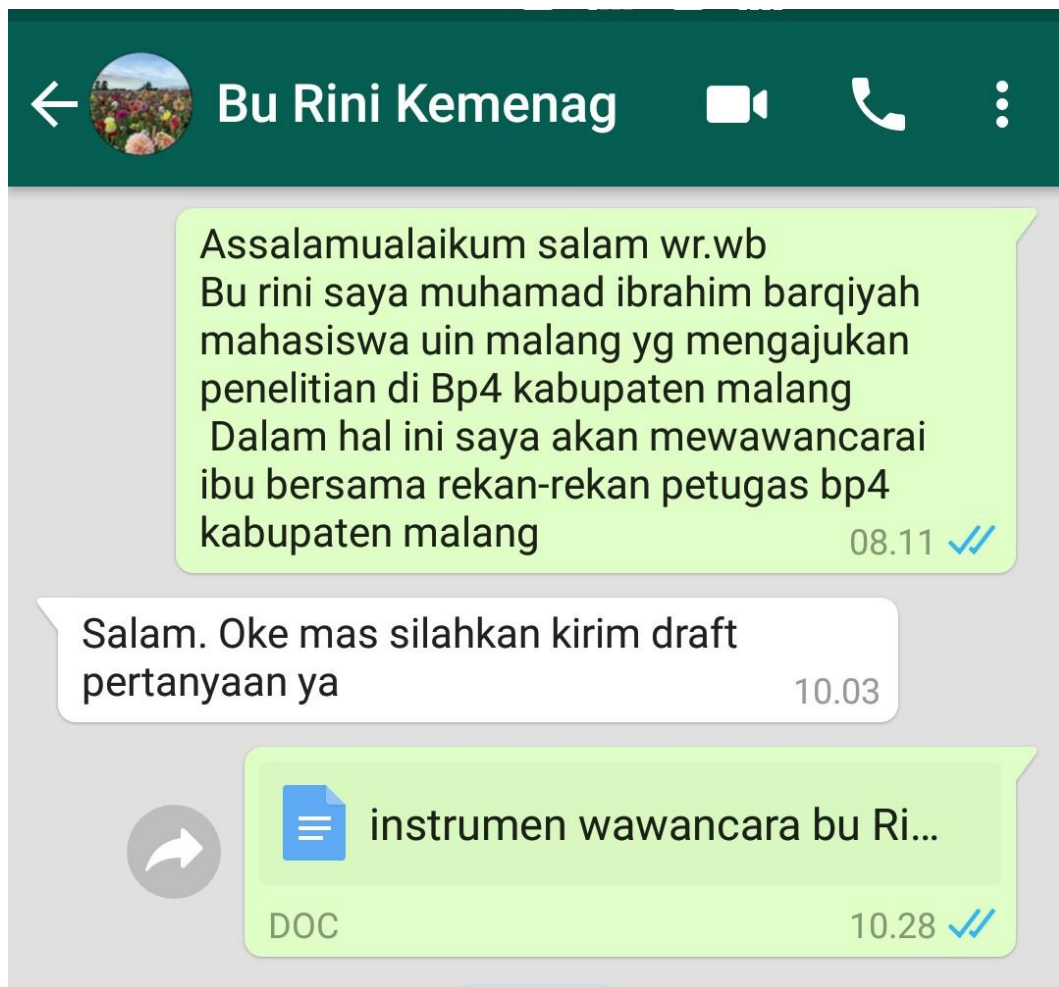 Bu Rini Kemenag
Assalamualaikum salam wr.wb
Bu rini saya muhamad ibrahim barqiyah
mahasiswa uin malang yg mengajukan
penelitian di Bp4 kabupaten malang
Dalam hal ini saya akan mewawancarai
ibu bersama rekan-rekan petugas bp4
kabupaten malang
08.11
Salam. Oke mas silahkan kirim draft
pertanyaan ya
10.03
instrumen wawancara bu Ri...
DOC
10.28